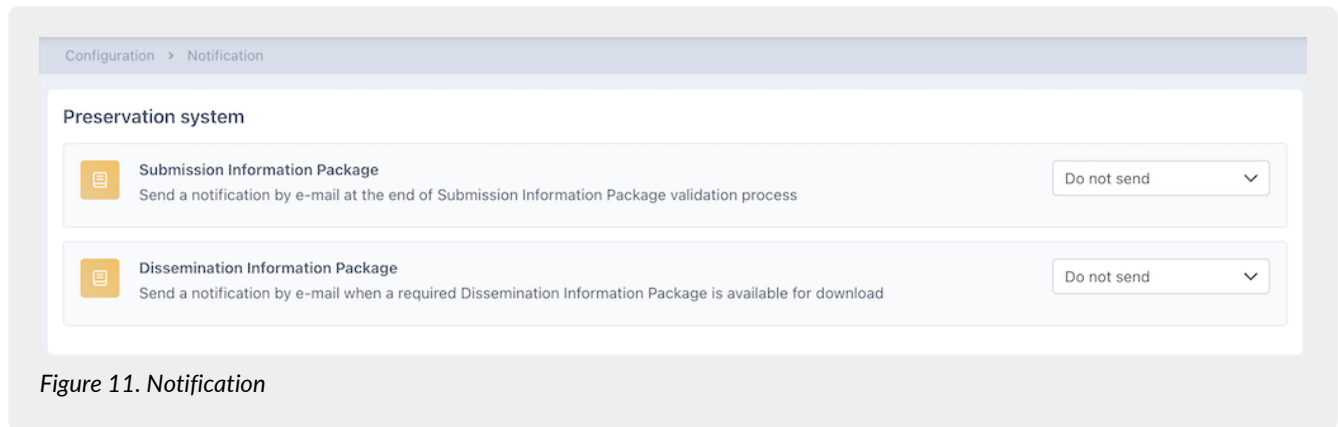 Configuration > Notification
Preservation system
Submission Information Package
Send a notification by e-mail at the end of Submission Information Package validation process
Do not send
Dissemination Information Package
Send a notification by e-mail when a required Dissemination Information Package is available for download
Do not send
Figure 11. Notification